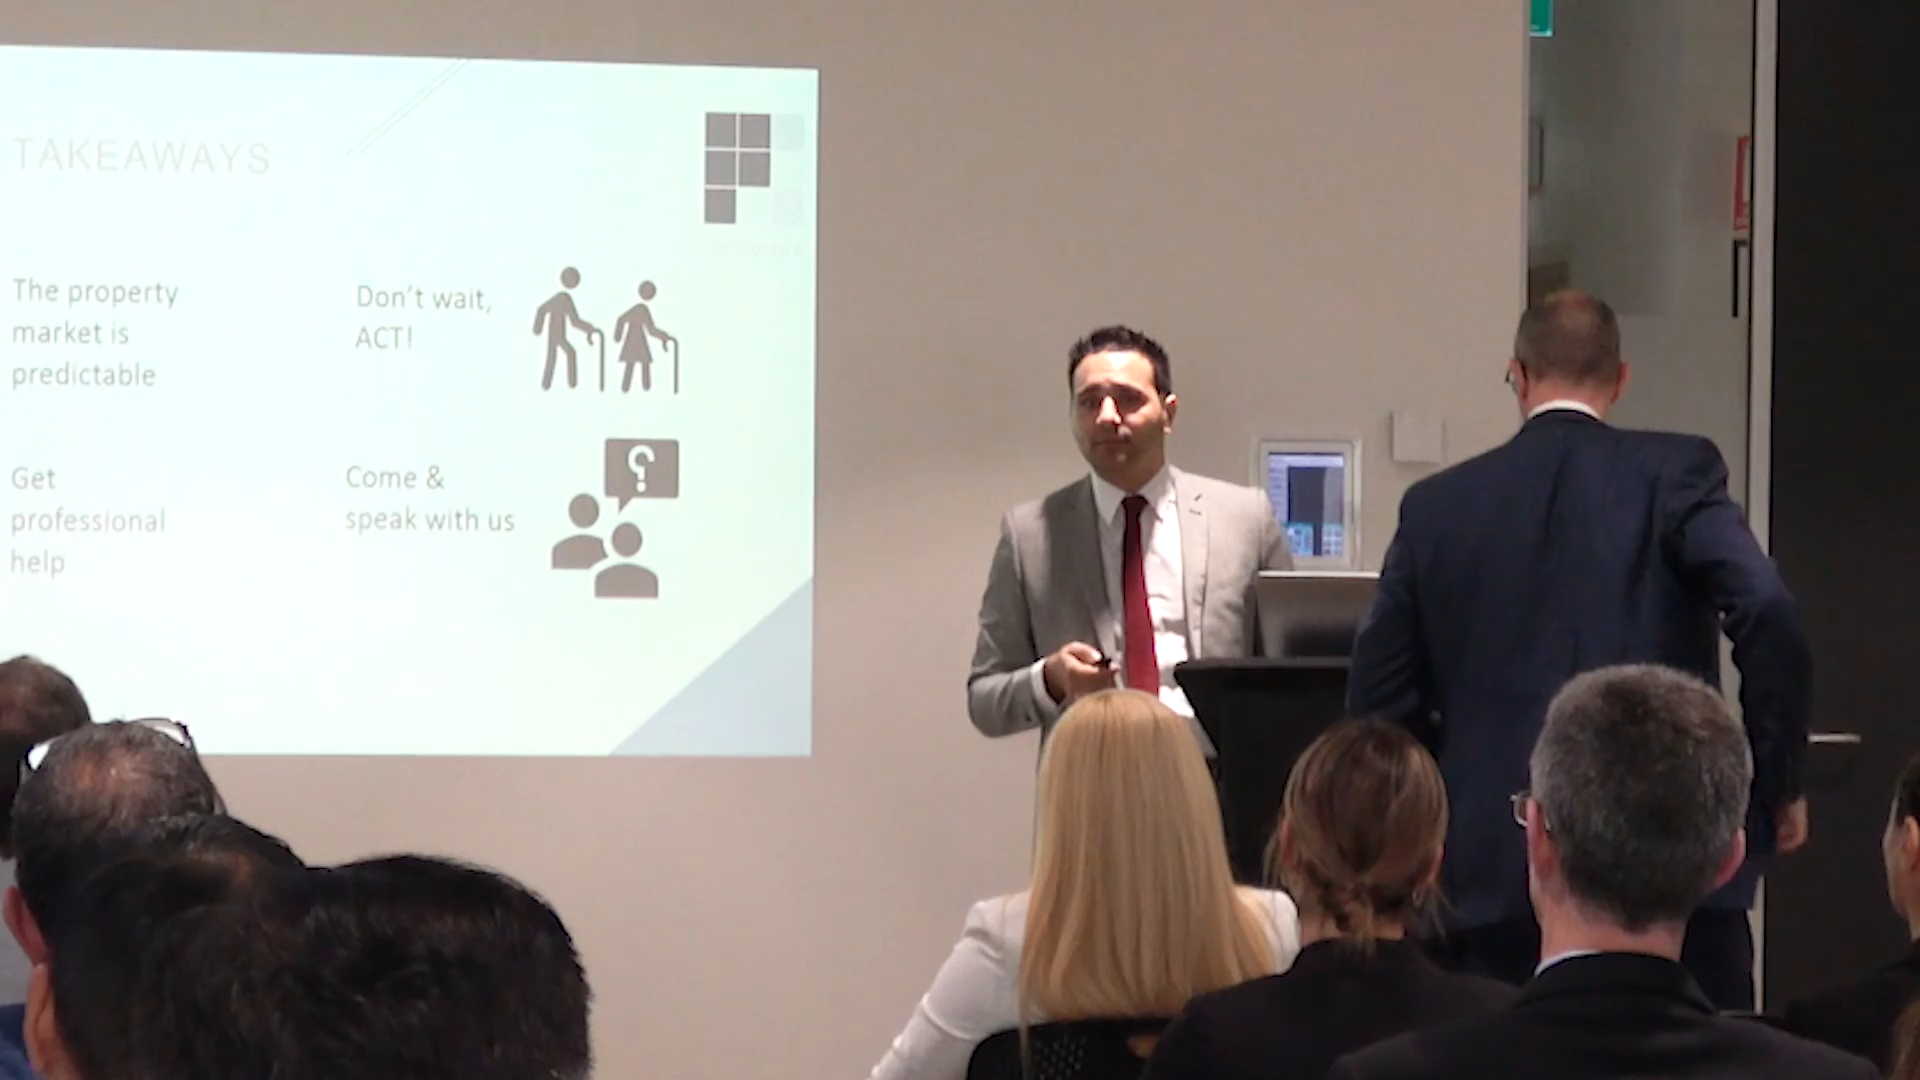 TAKEAWAYS
The property
market is
predictable
Don't wait,
ACT!
Get
professional
help
Come &
speak with us
?